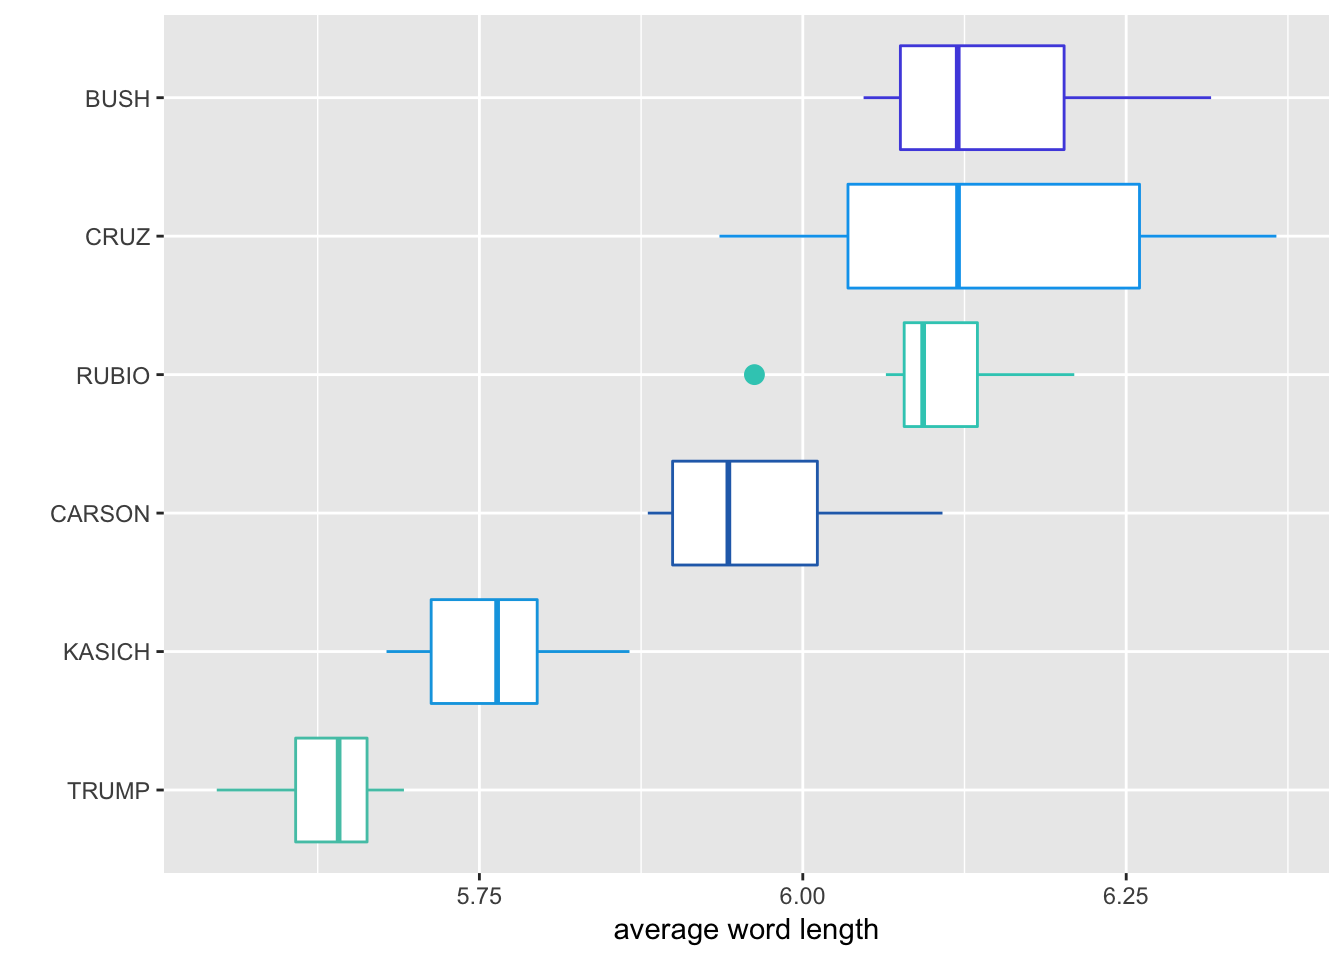 BUSH
CRUZ
RUBIO
CARSON
KASICH
TRUMP
5.75 6.00 6.25
average word length